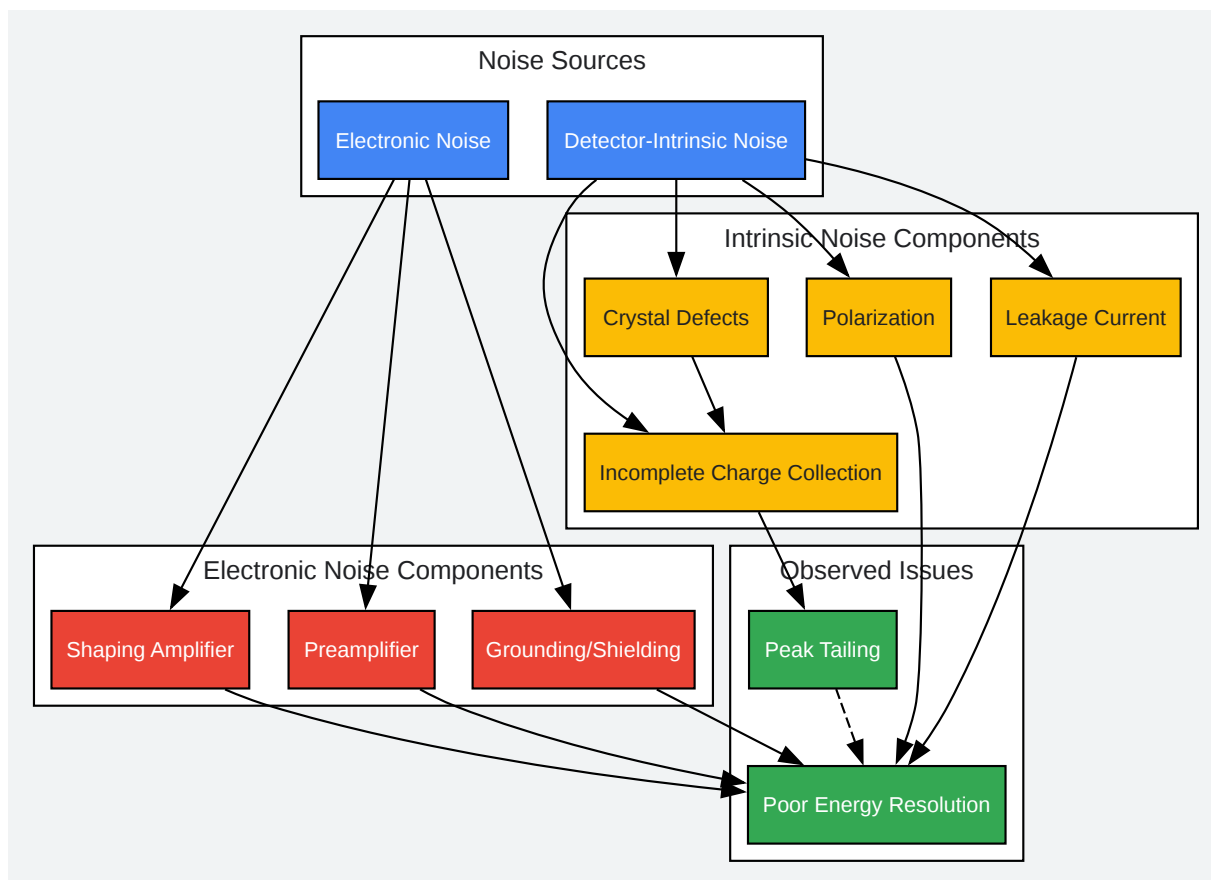 Noise Sources
Electronic Noise
Detector-Intrinsic Noise
Intrinsic Noise Components
Crystal Defects
Polarization
Leakage Current
Incomplete Charge Collection
Electronic Noise Components
Shaping Amplifier
Preamplifier
Grounding/Shielding
Observed Issues
Peak Tailing
Poor Energy Resolution